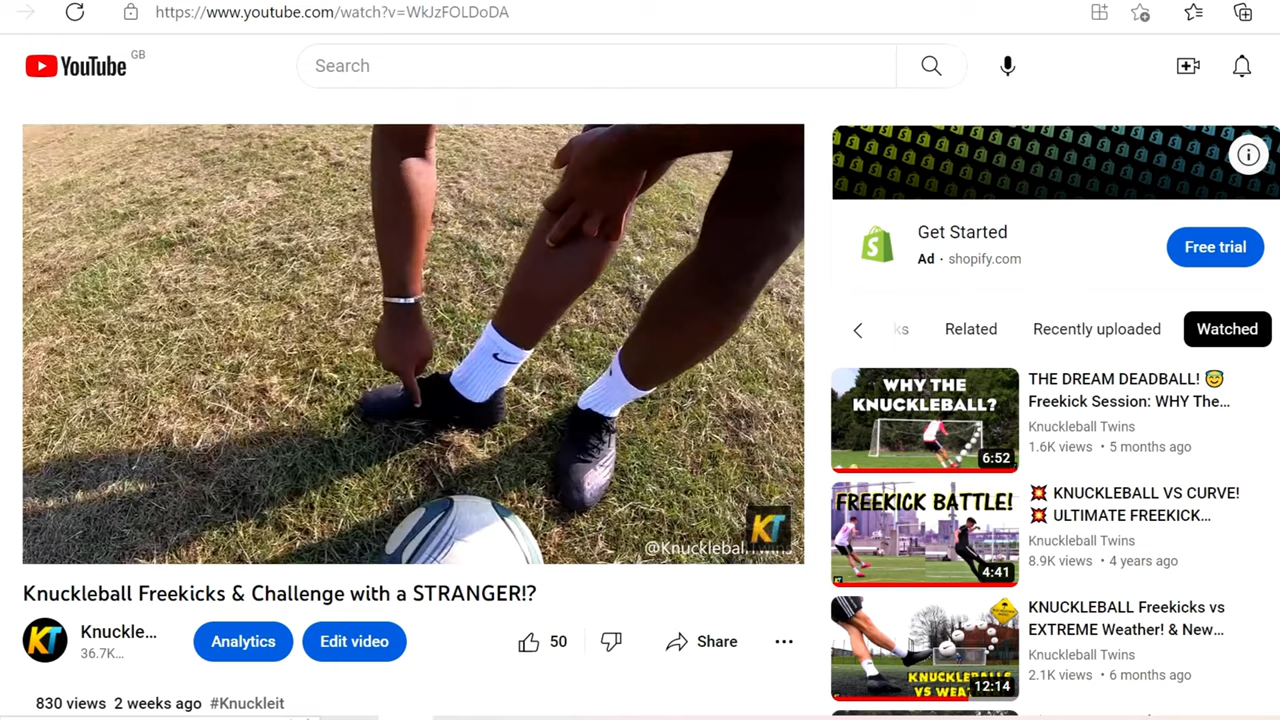 https://www.youtube.com/watch?v=WkJzFOLDoDA
YouTube GB
Search
KT
Knuckleball Freekicks & Challenge with a STRANGER!?
KT
Knuckle...
36.7K...
Analytics
Edit video
50
Share
...
830 views 2 weeks ago #Knuckleit
Get Started
Ad · shopify.com
Free trial
ks
Related
Recently uploaded
Watched
WHY THE
KNUCKLEBALL?
6:52
THE DREAM DEADBALL! 😇
Freekick Session: WHY The...
Knuckleball Twins
1.6K views • 5 months ago
FREEKICK BATTLE!
4:41
💥 KNUCKLEBALL VS CURVE!
💥 ULTIMATE FREEKICK...
Knuckleball Twins
8.9K views • 4 years ago
KNUCKLEBALLS
12:14
KNUCKLEBALL Freekicks vs
EXTREME Weather! & New...
Knuckleball Twins
2.1K views • 6 months ago